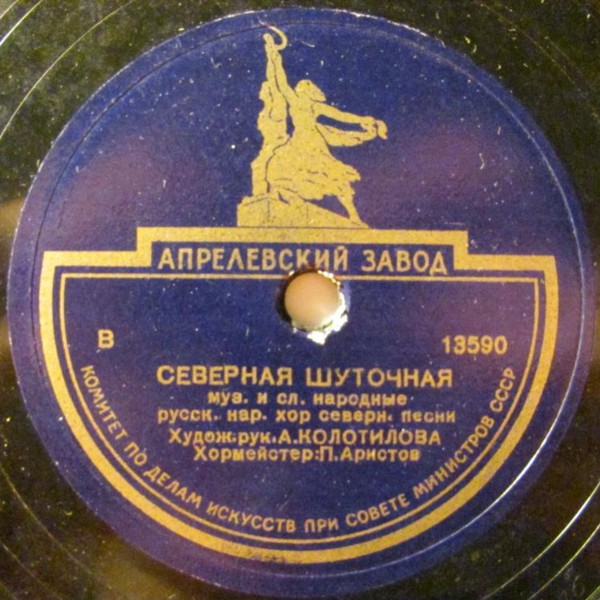 АПРЕЛЕВСКИЙ ЗАВОД
В 13590
СЕВЕРНАЯ ШУТОЧНАЯ
муз. и сл. народные
русск. нар. хор северн. песни
Худож.рук.А.КОЛОТИЛОВА
Хормейстер:П.Аристов
КОМИТЕТ ПО ДЕЛАМ ИСКУССТВ ПРИ СОВЕТЕ МИНИСТРОВ СССР